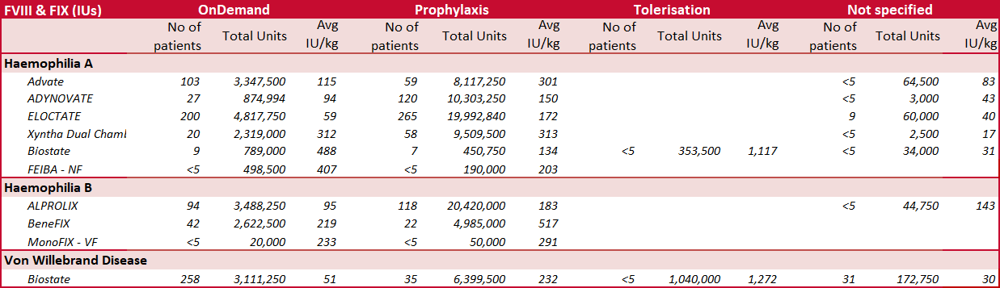 FVIII & FIX (IUs) OnDemand Prophylaxis Tolerisation Not specified
No of patients Total Units Avg IU/kg No of patients Total Units Avg IU/kg No of patients Total Units Avg IU/kg No of patients Total Units Avg IU/kg
Haemophilia A
Advate 103 3,347,500 115 59 8,117,250 301 <5 64,500 83
ADYNOVATE 27 874,994 94 120 10,303,250 150 <5 3,000 43
ELOCTATE 200 4,817,750 59 265 19,992,840 172 9 60,000 40
Xyntha Dual Chaml 20 2,319,000 312 58 9,509,500 313 <5 2,500 17
Biostate 9 789,000 488 7 450,750 134 <5 353,500 1,117 <5 34,000 31
FEIBA - NF <5 498,500 407 <5 190,000 203
Haemophilia B
ALPROLIX 94 3,488,250 95 118 20,420,000 183 <5 44,750 143
BeneFIX 42 2,622,500 219 22 4,985,000 517
MonoFIX - VF <5 20,000 233 <5 50,000 291
Von Willebrand Disease
Biostate 258 3,111,250 51 35 6,399,500 232 <5 1,040,000 1,272 31 172,750 30